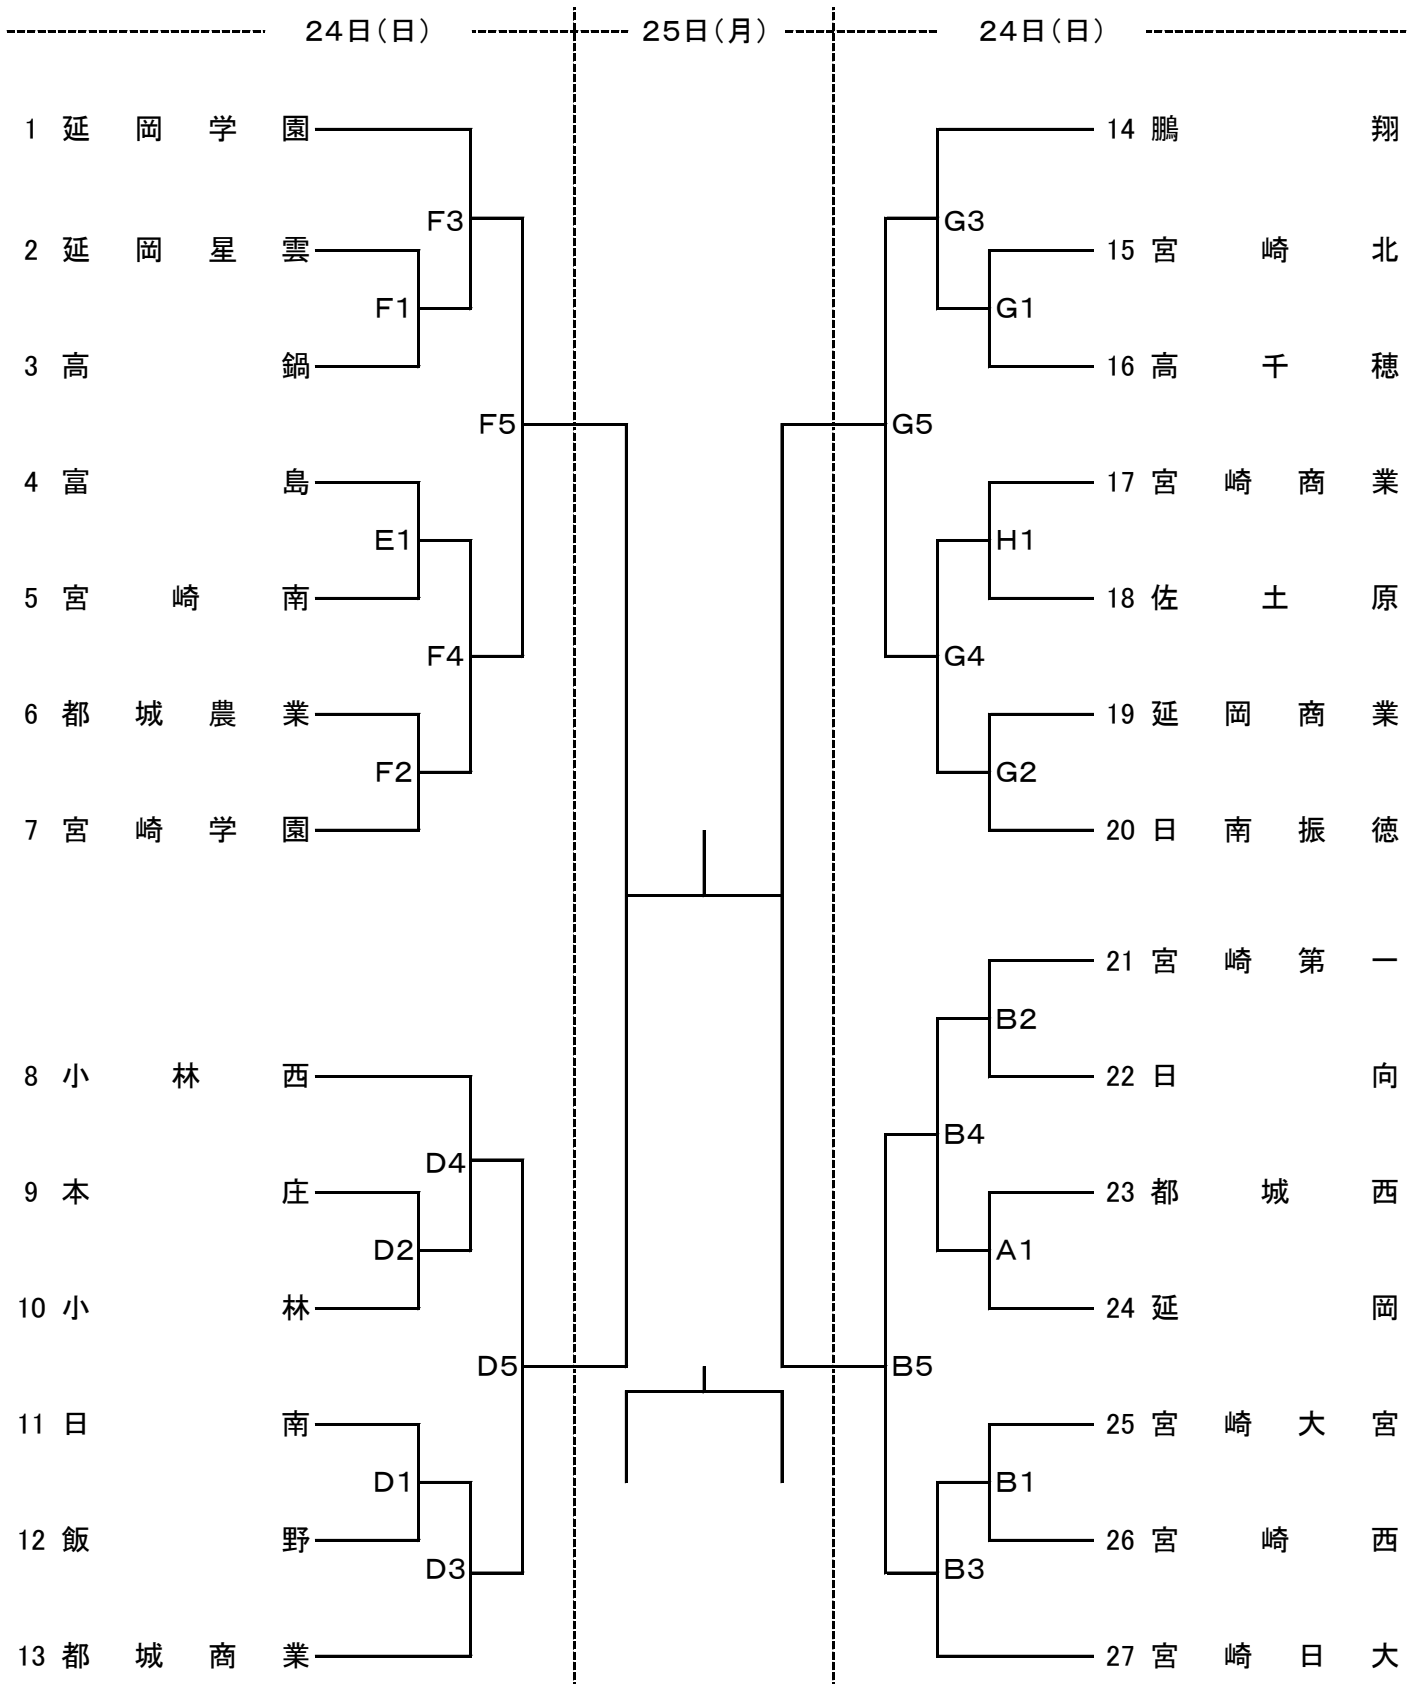 24日(日) 25日(月) 24日(日)
1 延岡学園
F3
2 延岡星雲
F1
3 高鍋
F5
4 富島
E1
5 宮崎南
F4
6 都城農業
F2
7 宮崎学園
8 小林西
D4
9 本庄
D2
10 小林
D5
11 日南
D1
12 飯野
D3
13 都城商業
14 鵬翔
G3
15 宮崎北
G1
16 高千穂
G5
17 宮崎商業
H1
18 佐土原
G4
19 延岡商業
G2
20 日南振徳
21 宮崎第一
B2
22 日向
B4
23 都城西
A1
24 延岡
B5
25 宮崎大宮
B1
26 宮崎西
B3
27 宮崎日大